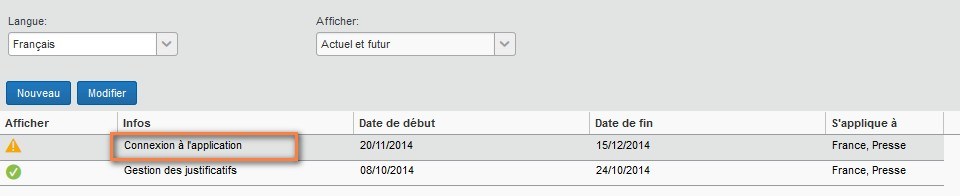 Langue: Afficher:
Français Actuel et futur
Nouveau Modifier
Afficher Infos Date de début Date de fin S'applique à
Connexion à l'application 20/11/2014 15/12/2014 France, Presse
Gestion des justificatifs 08/10/2014 24/10/2014 France, Presse